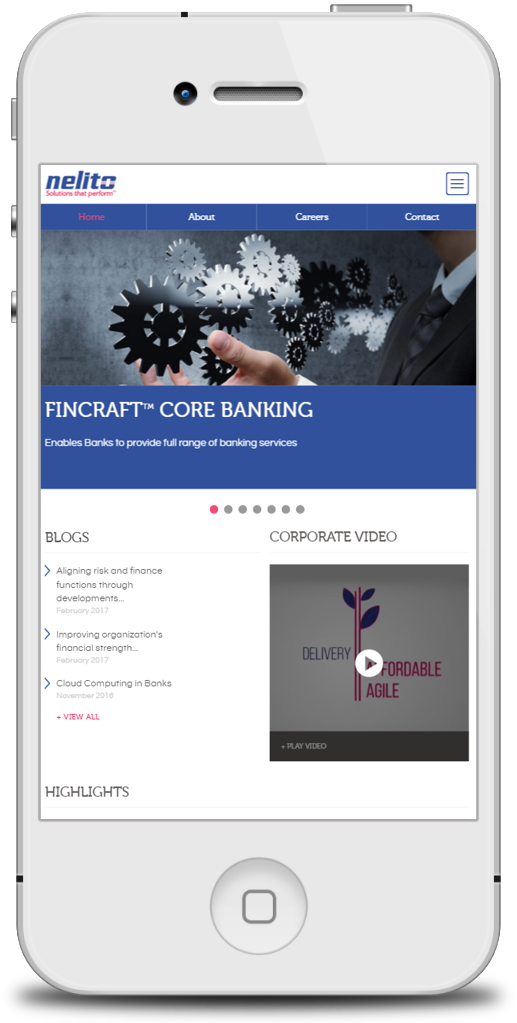 nelito
Solutions that perform™
Home
About
Careers
Contact
FINCRAFT™ CORE BANKING
Enables Banks to provide full range of banking services
BLOGS
Aligning risk and finance
functions through
developments...
February 2017
Improving organization's
financial strength...
February 2017
Cloud Computing in Banks
November 2016
+ VIEW ALL
CORPORATE VIDEO
DELIVERY
AFFORDABLE
AGILE
+ PLAY VIDEO
HIGHLIGHTS